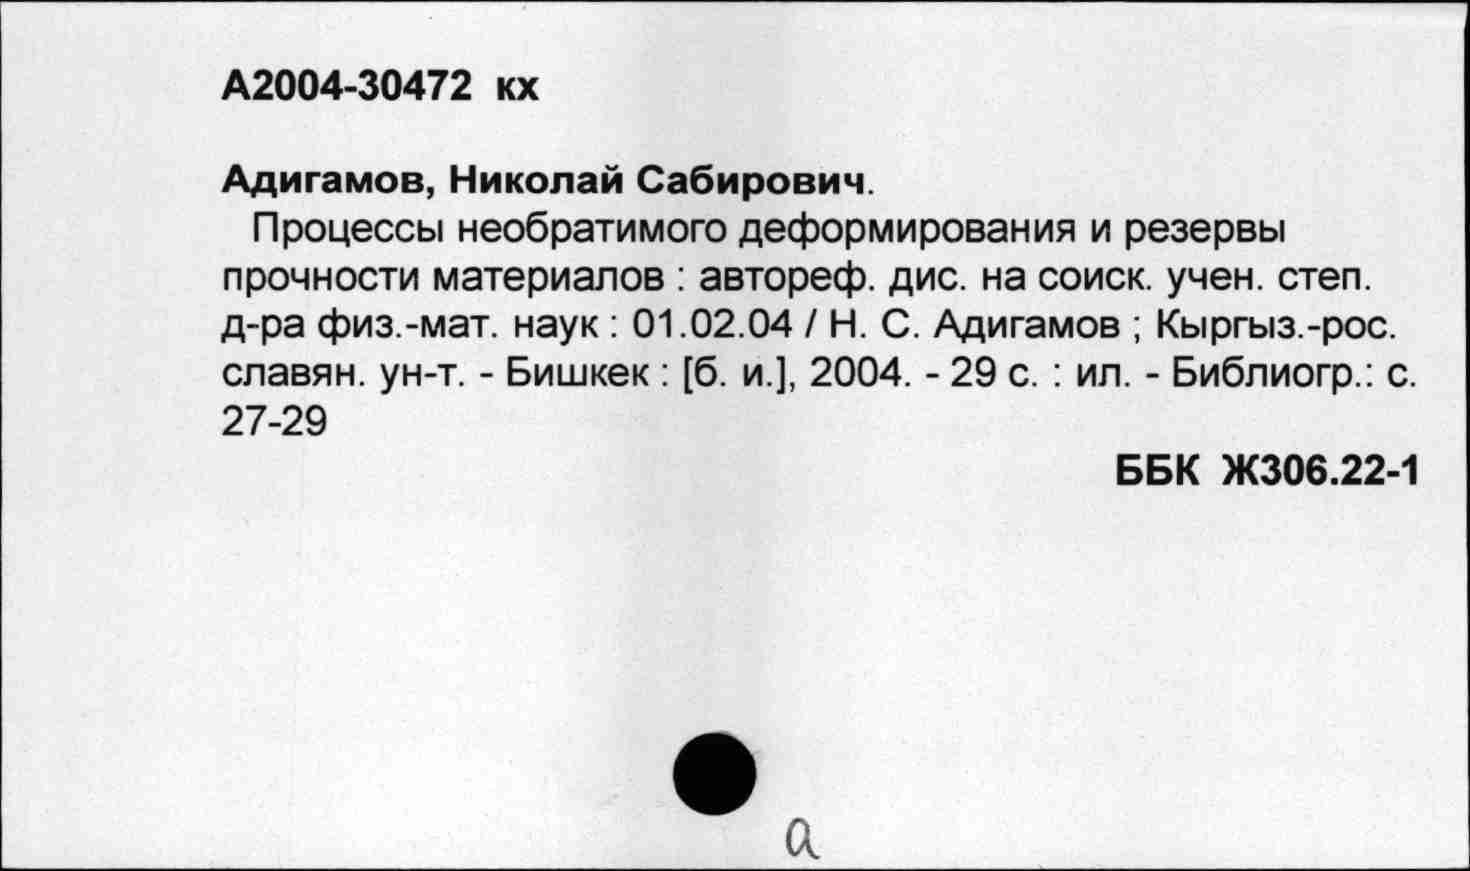 А2004-30472 кх
Адигамов, Николай Сабирович.
Процессы необратимого деформирования и резервы
прочности материалов : автореф. дис. на соиск. учен. степ.
д-ра физ.-мат. наук : 01.02.04 / Н. С. Адигамов ; Кыргыз.-рос.
славян. ун-т. - Бишкек : [б. и.], 2004. - 29 с. : ил. - Библиогр.: с.
27-29
ББК Ж306.22-1
а